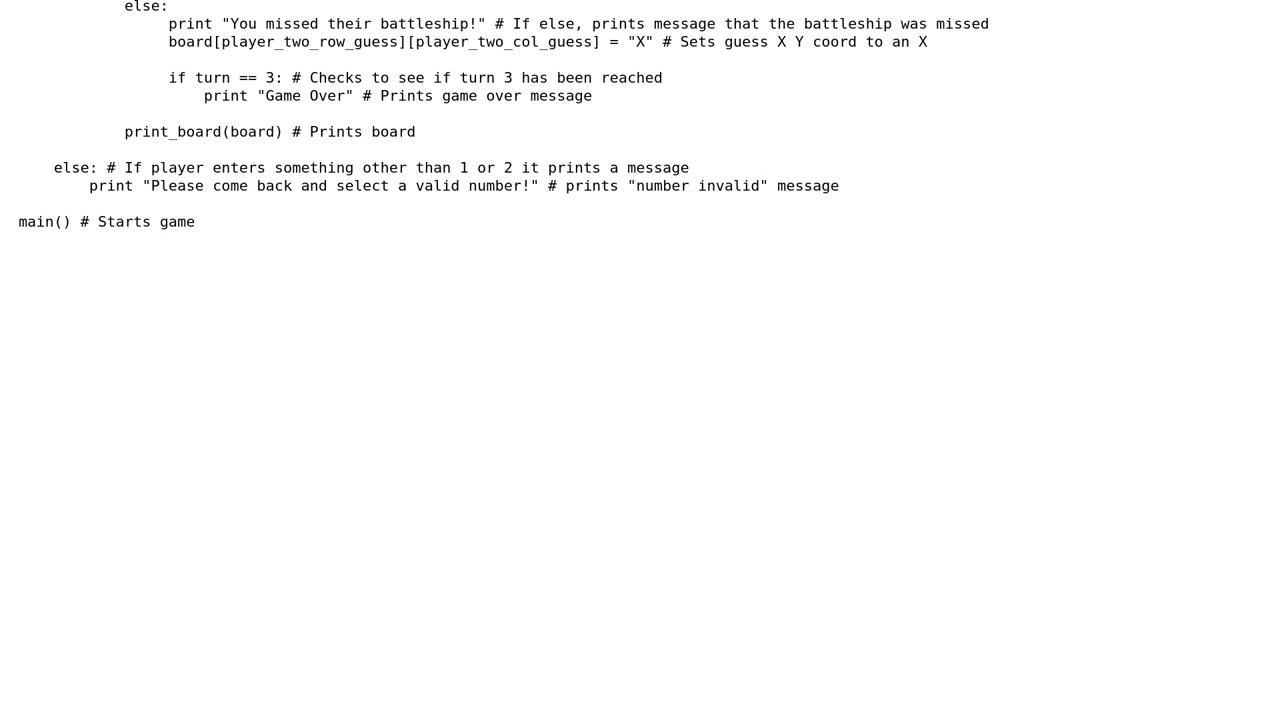 else:
print "You missed their battleship!" # If else, prints message that the battleship was missed
board[player_two_row_guess][player_two_col_guess] = "X" # Sets guess X Y coord to an X
if turn == 3: # Checks to see if turn 3 has been reached
print "Game Over" # Prints game over message
print_board(board) # Prints board
else: # If player enters something other than 1 or 2 it prints a message
print "Please come back and select a valid number!" # prints "number invalid" message
main() # Starts game